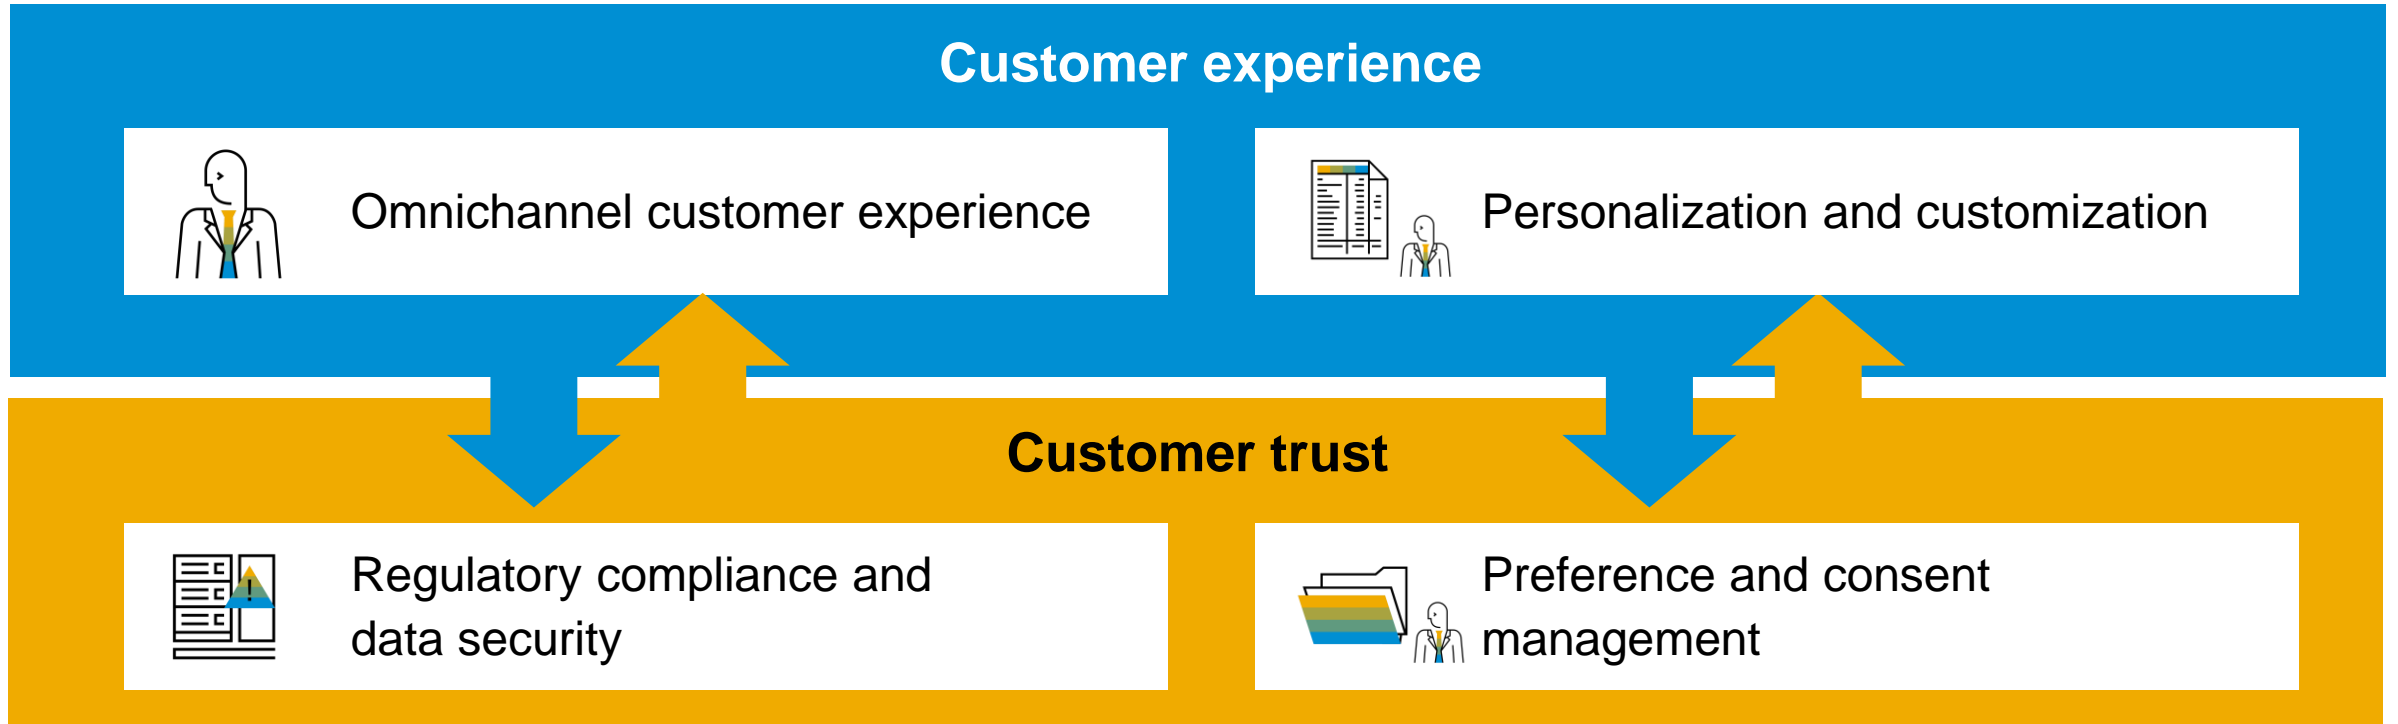 Customer experience
Omnichannel customer experience
Personalization and customization
Customer trust
Regulatory compliance and
data security
Preference and consent
management